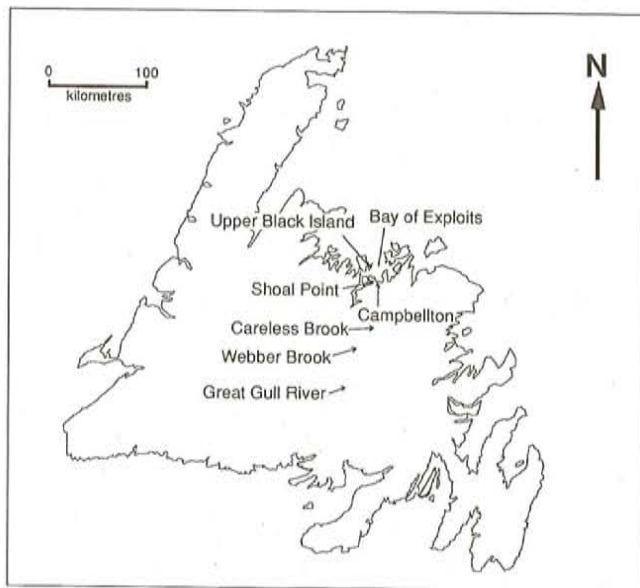 0 100
kilometres
N
Upper Black Island
Bay of Exploits
Shoal Point
Campbellton
Careless Brook
Webber Brook
Great Gull River